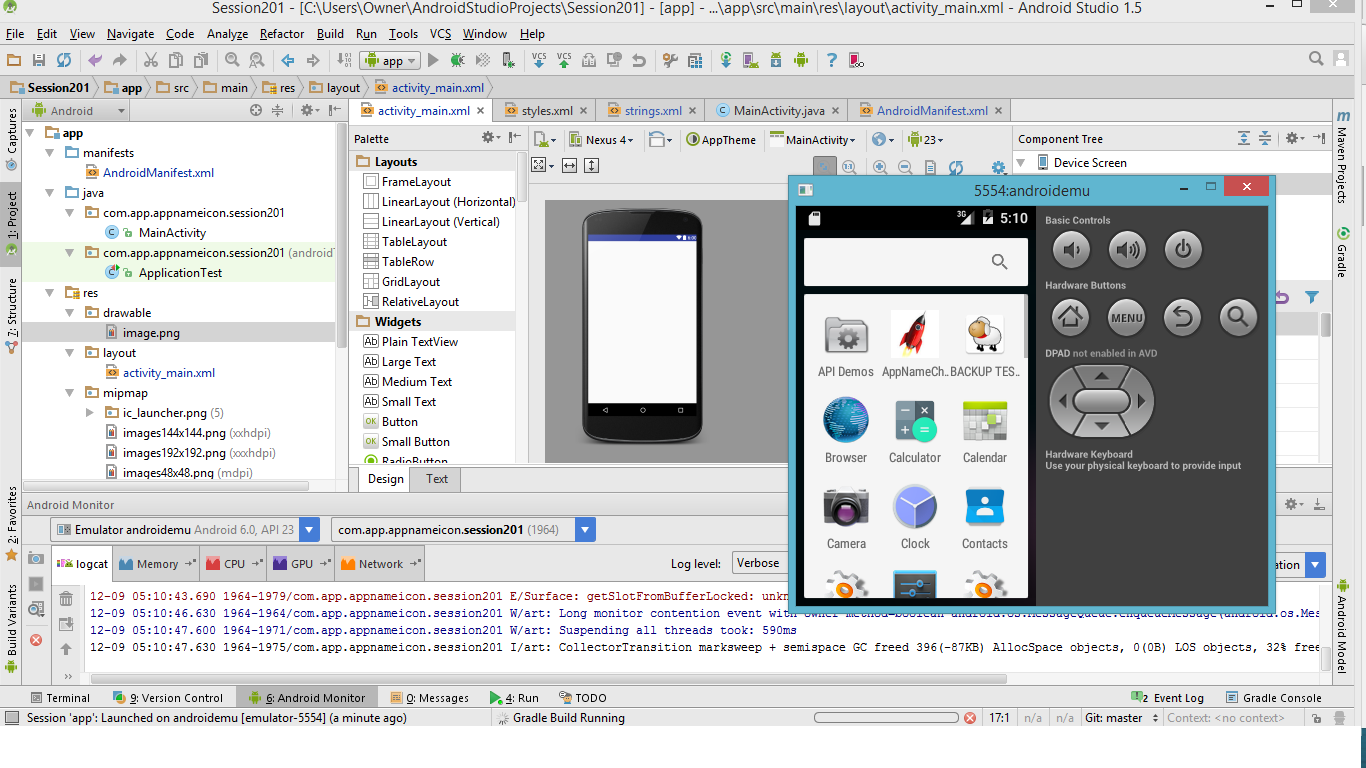 Session201 - [C:\Users\Owner\AndroidStudioProjects\Session201] - [app] - ...\app\src\main\res\layout\activity_main.xml - Android Studio 1.5
File Edit View Navigate Code Analyze Refactor Build Run Tools VCS Window Help
app
VCS VCS
Session201 app src main res layout activity_main.xml
Captures
1: Project
7: Structure
2: Favorites
Build Variants
Android
app
manifests
AndroidManifest.xml
java
com.app.appnameicon.session201
MainActivity
com.app.appnameicon.session201 (android
ApplicationTest
res
drawable
image.png
layout
activity_main.xml
mipmap
ic_launcher.png (5)
images144x144.png (xxhdpi)
images192x192.png (xxxhdpi)
images48x48.png (mdpi)
activity_main.xml styles.xml strings.xml MainActivity.java AndroidManifest.xml
Palette
Layouts
FrameLayout
LinearLayout (Horizontal)
LinearLayout (Vertical)
TableLayout
TableRow
GridLayout
RelativeLayout
Widgets
Plain TextView
Large Text
Medium Text
Small Text
Button
Small Button
RadioButton
Design Text
Nexus 4 AppTheme MainActivity 23
Component Tree
Device Screen
5554:androidemu
3G 5:10
API Demos AppNameCh.. BACKUP TES..
Browser Calculator Calendar
Camera Clock Contacts
Basic Controls
Hardware Buttons
MENU
DPAD not enabled in AVD
Hardware Keyboard
Use your physical keyboard to provide input
Maven Projects
Gradle
Android Model
Android Monitor
Emulator androidemu Android 6.0, API 23 com.app.appnameicon.session201 (1964)
logcat Memory CPU GPU Network Log level: Verbose ation
12-09 05:10:43.690 1964-1979/com.app.appnameicon.session201 E/Surface: getSlotFromBufferLocked: unkn
12-09 05:10:46.630 1964-1964/com.app.appnameicon.session201 W/art: Long monitor contention event with owner method=boolean android.os.MessageQueue.enqueueMessage(android.os.Mes
12-09 05:10:47.600 1964-1971/com.app.appnameicon.session201 W/art: Suspending all threads took: 590ms
12-09 05:10:47.630 1964-1975/com.app.appnameicon.session201 I/art: CollectorTransition marksweep + semispace GC freed 396(-87KB) AllocSpace objects, 0(0B) LOS objects, 32% free
Terminal 9: Version Control 6: Android Monitor 0: Messages 4: Run TODO 2 Event Log Gradle Console
Session 'app': Launched on androidemu [emulator-5554] (a minute ago) Gradle Build Running 17:1 n/a n/a Git: master Context: <no context>